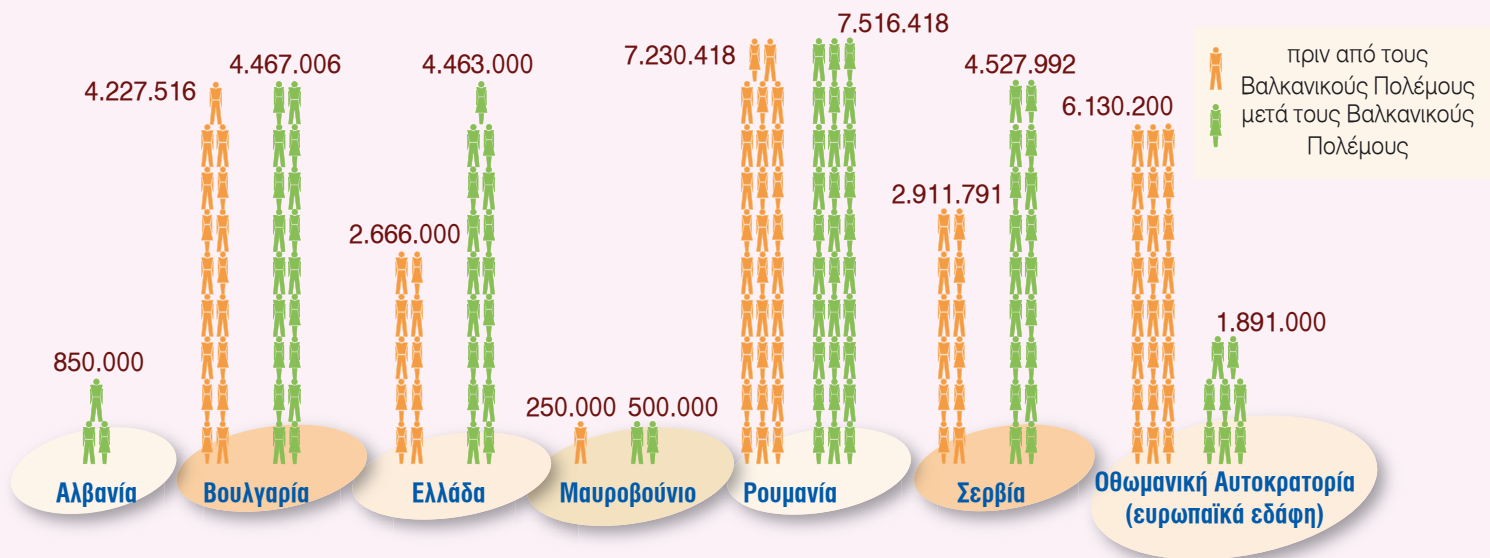 7.516.418
πριν από τους
Βαλκανικούς Πολέμους
μετά τους Βαλκανικούς
Πολέμους
7.230.418
4.227.516
4.467.006
4.463.000
4.527.992
6.130.200
2.911.791
2.666.000
1.891.000
850.000
250.000
500.000
Αλβανία
Βουλγαρία
Ελλάδα
Μαυροβούνιο
Ρουμανία
Σερβία
Οθωμανική Αυτοκρατορία
(ευρωπαϊκά εδάφη)